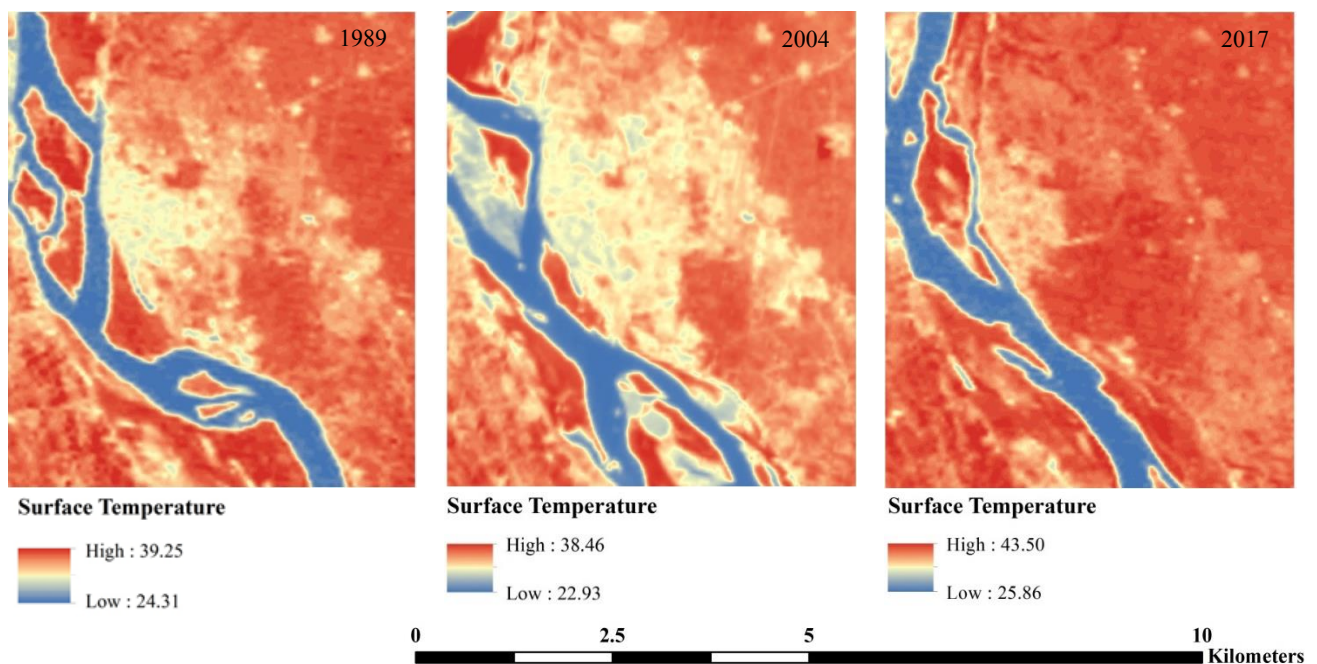 1989
2004
2017
Surface Temperature
High : 39.25
Low : 24.31
Surface Temperature
High : 38.46
Low : 22.93
Surface Temperature
High : 43.50
Low : 25.86
0 2.5 5 10
Kilometers